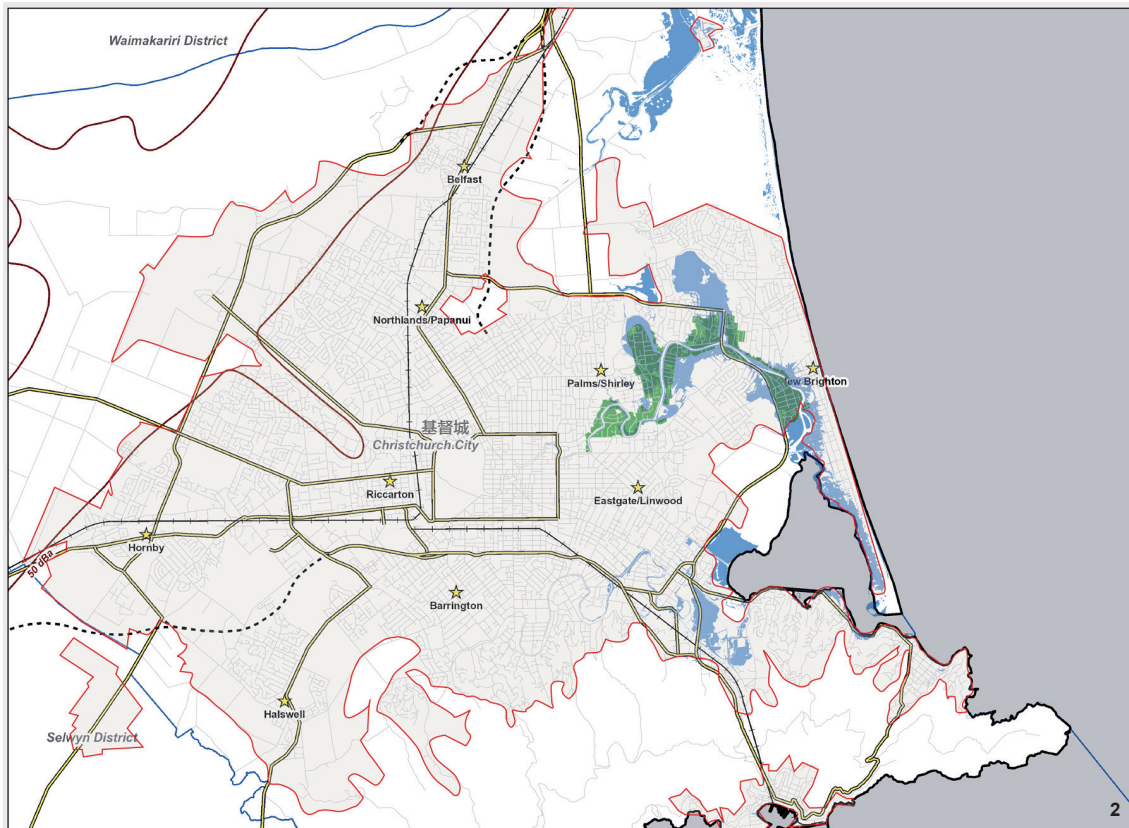 Waimakariri District
Belfast
Northlands/Papanui
Palms/Shirley
ew Brighton
基督城
Christchurch City
Riccarton
Eastgate/Linwood
Hornby
50 dBa
Barrington
Halswell
Selwyn District
2